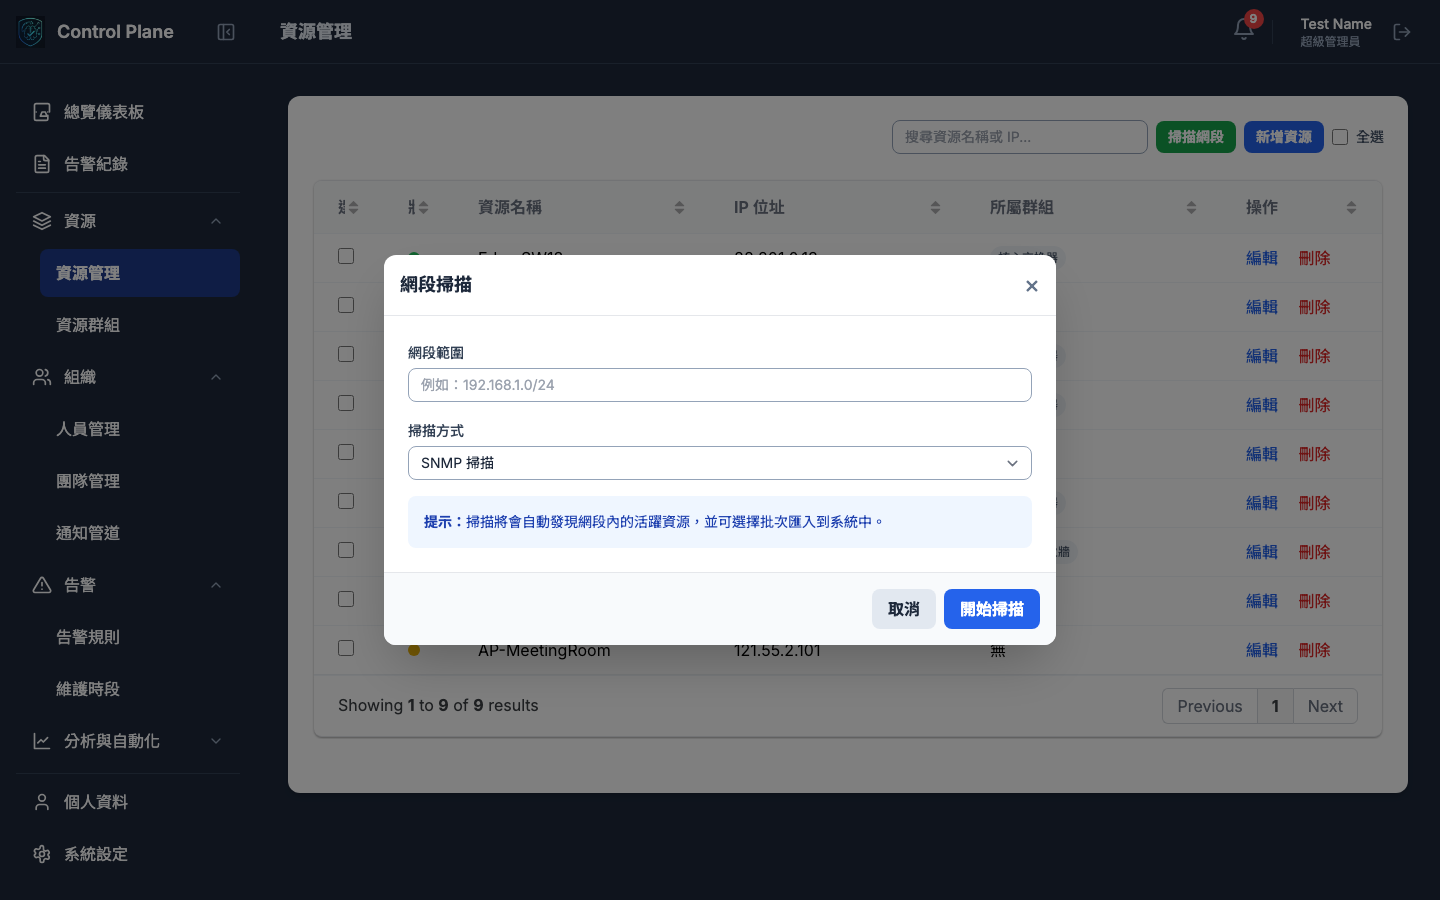 Control Plane
資源管理
9
Test Name
超級管理員
總覽儀表板
告警紀錄
資源
資源管理
資源群組
組織
人員管理
團隊管理
通知管道
告警
告警規則
維護時段
分析與自動化
個人資料
系統設定
搜尋資源名稱或 IP...
掃描網段
新增資源
全選
資源名稱
IP 位址
所屬群組
操作
編輯 刪除
編輯 刪除
編輯 刪除
編輯 刪除
編輯 刪除
編輯 刪除
牆
編輯 刪除
編輯 刪除
AP-MeetingRoom
121.55.2.101
無
編輯 刪除
Showing 1 to 9 of 9 results
Previous 1 Next
網段掃描
×
網段範圍
例如：192.168.1.0/24
掃描方式
SNMP 掃描
提示：掃描將會自動發現網段內的活躍資源，並可選擇批次匯入到系統中。
取消
開始掃描